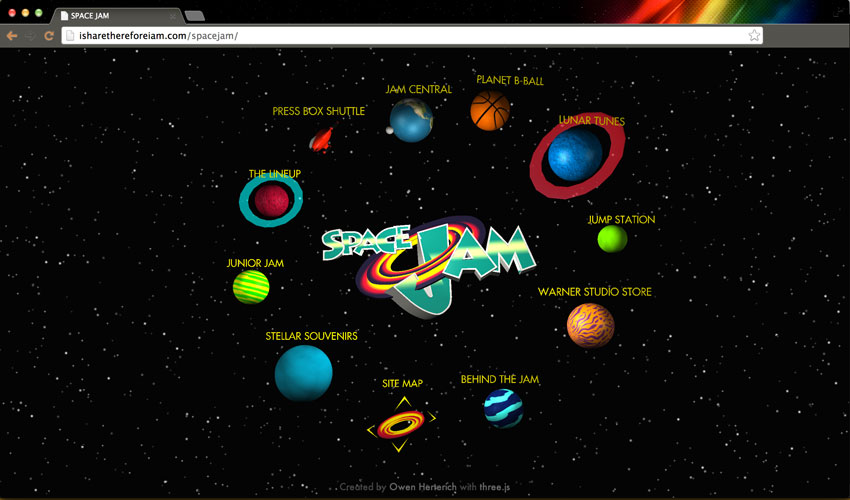 SPACE JAM
isharethereforeiam.com/spacejam/
PLANET B-BALL
JAM CENTRAL
PRESS BOX SHUTTLE
LUNAR TUNES
THE LINEUP
JUMP STATION
SPACE JAM
JUNIOR JAM
WARNER STUDIO STORE
STELLAR SOUVENIRS
BEHIND THE JAM
SITE MAP
Created by Owen Herterich with three.js